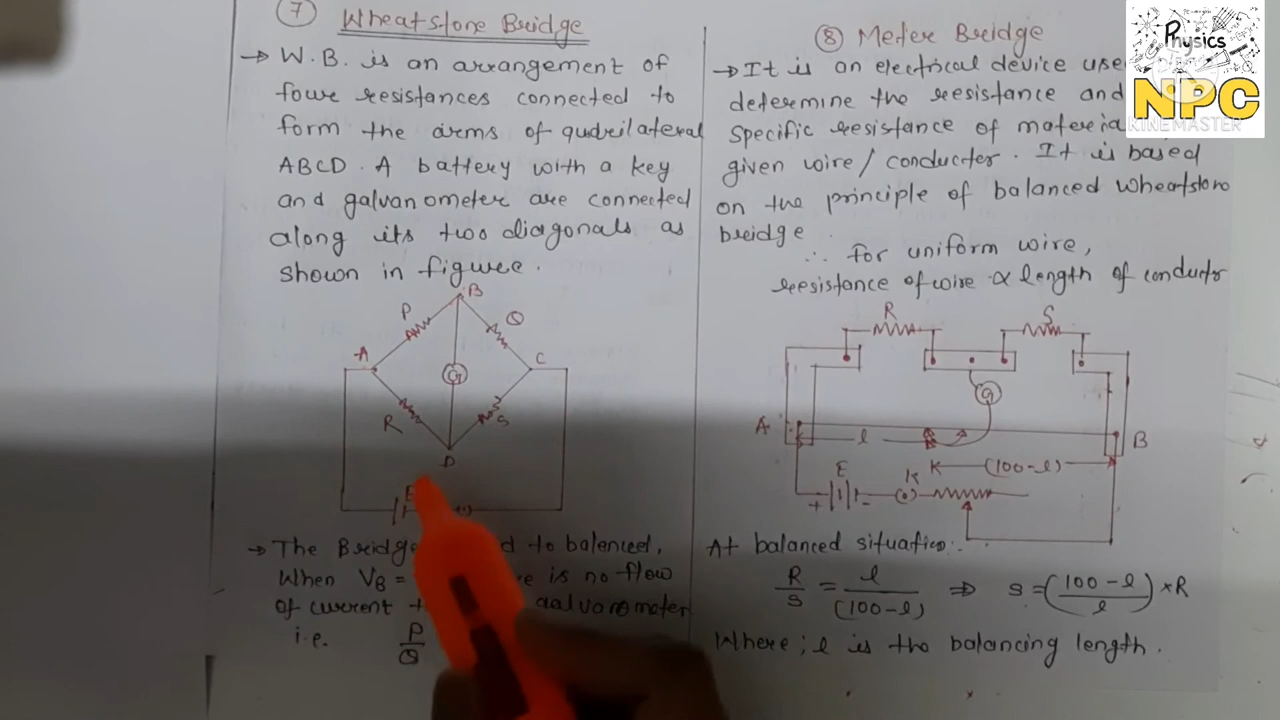 7 Wheatstone Bridge
→ W.B. is an arrangement of
four resistances connected to
form the arms of qudrilateral
ABCD. A battery with a key
and galvanometer are connected
along its two diagonals as
shown in figure.
B
P
Q
A
C
G
R
S
D
E
→ The Bridge d to balenced,
When VB = e is no flow
of current galvanometer
i.e. P
Q
8 Meter Bridge
→ It is an electrical device use
determine the resistance and
specific resistance of materia
given wire / conductor. It is based
on the principle of balanced wheatston
bridge
∴ for uniform wire,
resistance of wire ∝ length of conductor
R
S
G
A
l
B
K (100-l)
E
K
+ -
At balanced situation:
R/S = l/(100-l) ⇒ S = (100-l/l) × R
Where; l is the balancing length.
Physics
NPC
KINEMASTER